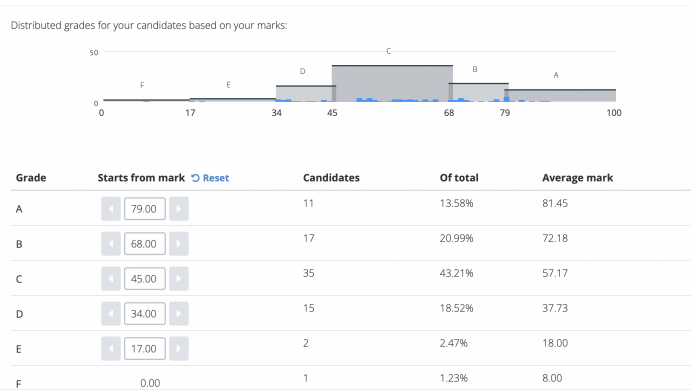 Distributed grades for your candidates based on your marks:
50
C
D
B
A
F
E
0
0 17 34 45 68 79 100
Grade Starts from mark Reset Candidates Of total Average mark
A 79.00 11 13.58% 81.45
B 68.00 17 20.99% 72.18
C 45.00 35 43.21% 57.17
D 34.00 15 18.52% 37.73
E 17.00 2 2.47% 18.00
F 0.00 1 1.23% 8.00